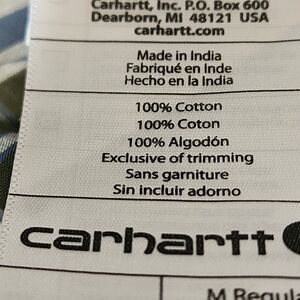 Carhartt, Inc. P.O. Box 600
Dearborn, MI 48121 USA
carhartt.com
Made in India
Fabriqué en Inde
Hecho en la India
100% Cotton
100% Coton
100% Algodón
Exclusive of trimming
Sans garniture
Sin incluir adorno
carhartt
M